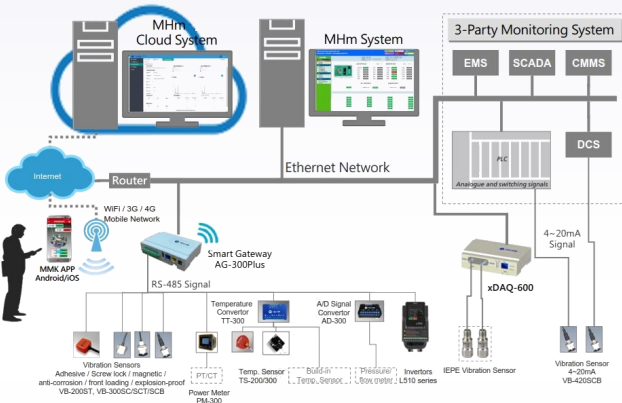 MHm
Cloud System
MHm System
3-Party Monitoring System
EMS
SCADA
CMMS
PLC
Analogue and switching signals
DCS
Internet
Router
Ethernet Network
WiFi / 3G / 4G
Mobile Network
MMK APP
Android/iOS
Smart Gateway
AG-300Plus
RS-485 Signal
4~20mA
Signal
xDAQ-600
Temperature
Convertor
TT-300
A/D Signal
Convertor
AD-300
Vibration Sensors
Adhesive / Screw lock / magnetic /
anti-corrosion / front loading / explosion-proof
VB-200ST, VB-300SC/SCT/SCB
PT/CT
Power Meter
PM-300
Temp. Sensor
TS-200/300
Build-in
Temp. Sensor
Pressure/
flow meter
Invertors
L510 series
IEPE Vibration Sensor
Vibration Sensor
4~20mA
VB-420SCB